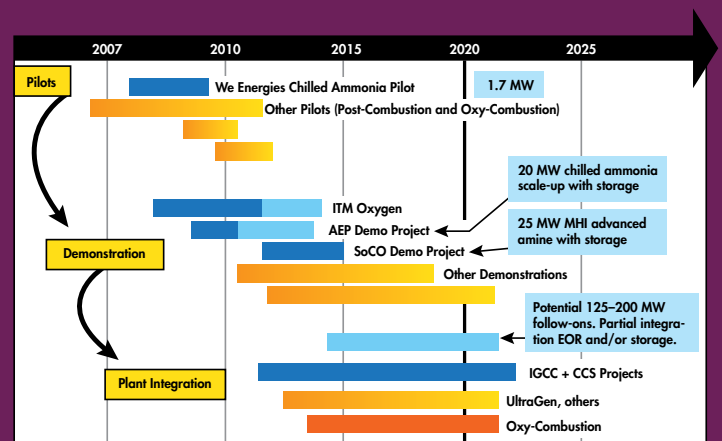 2007 2010 2015 2020 2025
Pilots
We Energies Chilled Ammonia Pilot
1.7 MW
Other Pilots (Post-Combustion and Oxy-Combustion)
20 MW chilled ammonia
scale-up with storage
ITM Oxygen
AEP Demo Project
25 MW MHI advanced
amine with storage
Demonstration
SoCO Demo Project
Other Demonstrations
Potential 125–200 MW
follow-ons. Partial integra-
tion EOR and/or storage.
Plant Integration
IGCC + CCS Projects
UltraGen, others
Oxy-Combustion